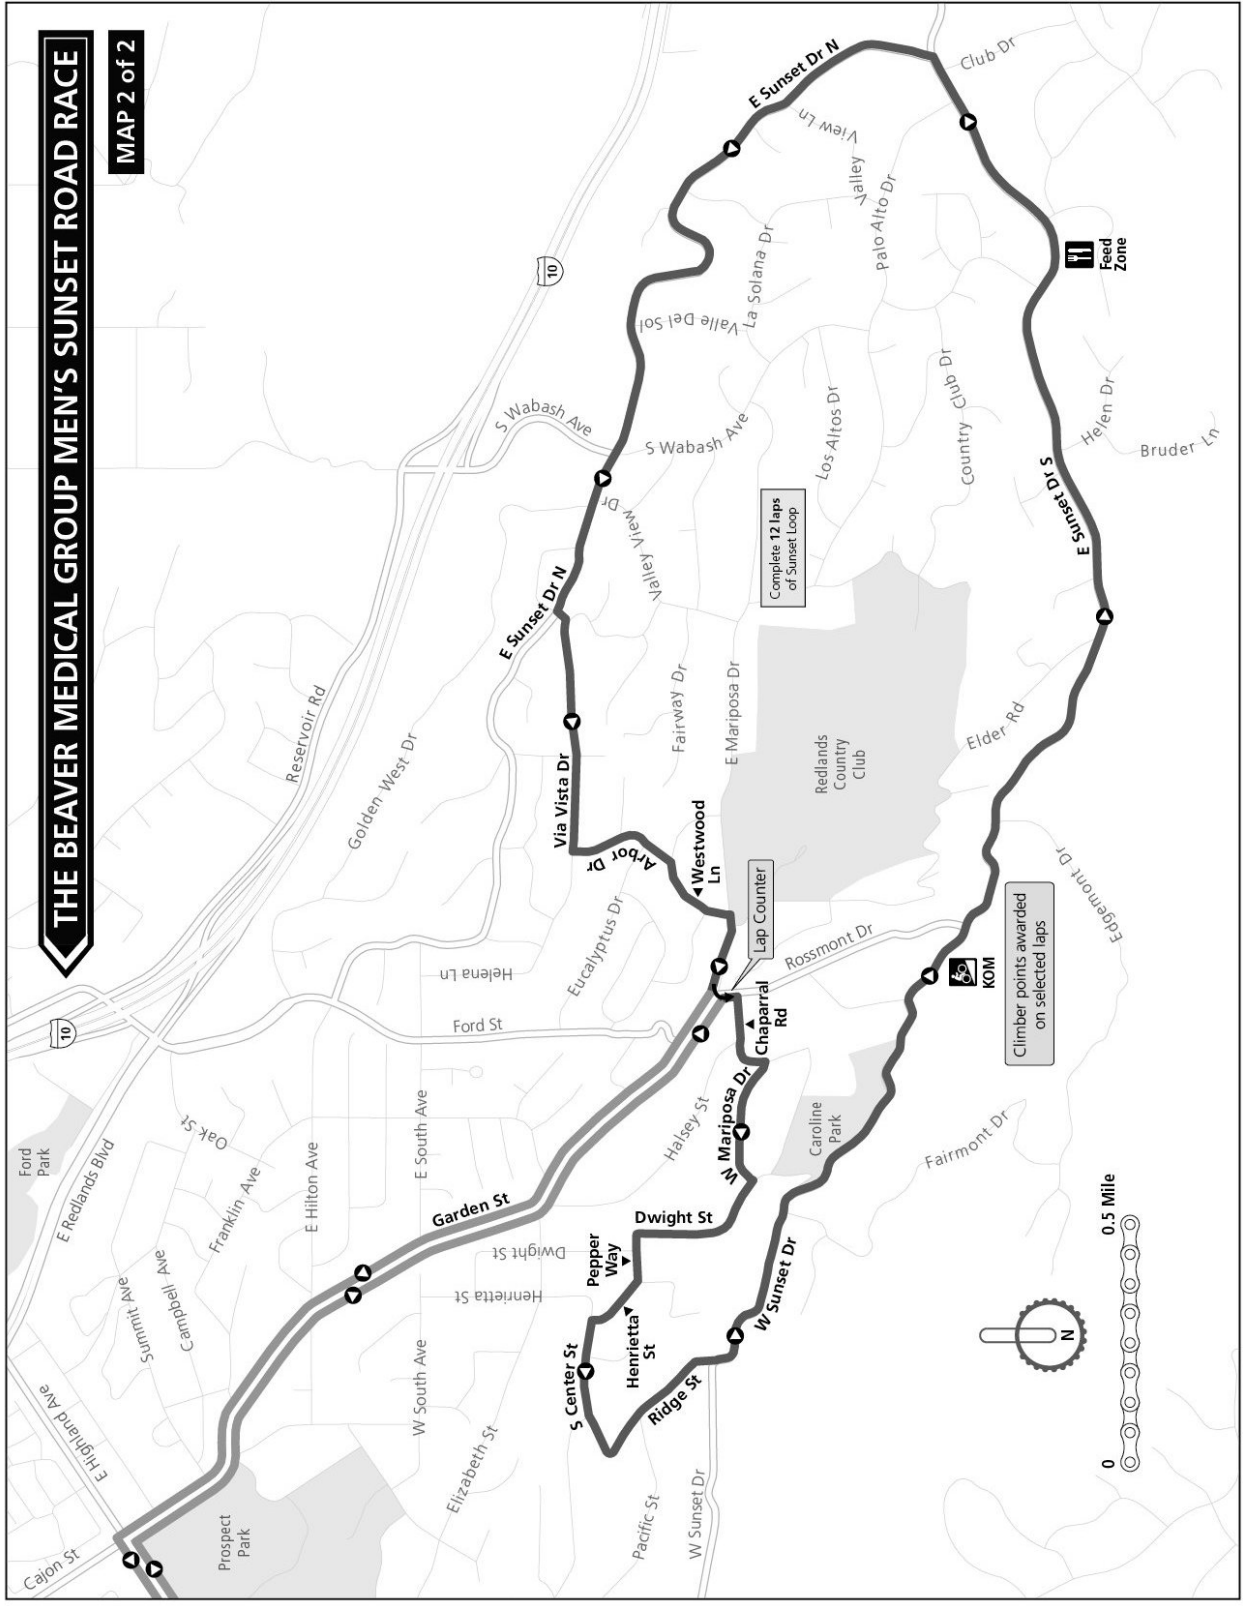 THE BEAVER MEDICAL GROUP MEN'S SUNSET ROAD RACE
MAP 2 of 2
10
10
Reservoir Rd
Golden West Dr
S Wabash Ave
S Wabash Ave
E Sunset Dr N
E Sunset Dr N
View Ln
Valley
Club Dr
Palo Alto Dr
La Solana Dr
Valle Del Sol
Los Altos Dr
Country Club Dr
Feed
Zone
Helen Dr
Bruder Ln
E Sunset Dr S
Valley View Dr
Complete 12 laps
of Sunset Loop
Fairway Dr
E Mariposa Dr
Redlands
Country
Club
Elder Rd
Via Vista Dr
Arbor Dr
Westwood
Ln
Lap Counter
Eucalyptus Dr
Helena Ln
Ford St
Rossmont Dr
Chaparral
Rd
KOM
Climber points awarded
on selected laps
Edgemont Dr
Fairmont Dr
Caroline
Park
W Mariposa Dr
Halsey St
Dwight St
Dwight St
Pepper
Way
Henrietta St
Henrietta
St
S Center St
Ridge St
W Sunset Dr
W Sunset Dr
Pacific St
Elizabeth St
Garden St
E South Ave
W South Ave
E Hilton Ave
Franklin Ave
Oak St
Campbell Ave
Summit Ave
E Redlands Blvd
Ford
Park
E Highland Ave
Cajon St
Prospect
Park
N
0
0.5 Mile